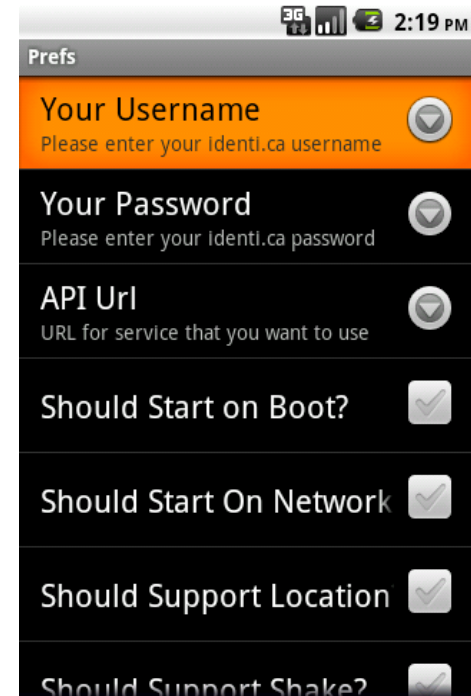 3G 2:19 PM
Prefs
Your Username
Please enter your identi.ca username
Your Password
Please enter your identi.ca password
API Url
URL for service that you want to use
Should Start on Boot?
Should Start On Network
Should Support Location
Should Support Shake?